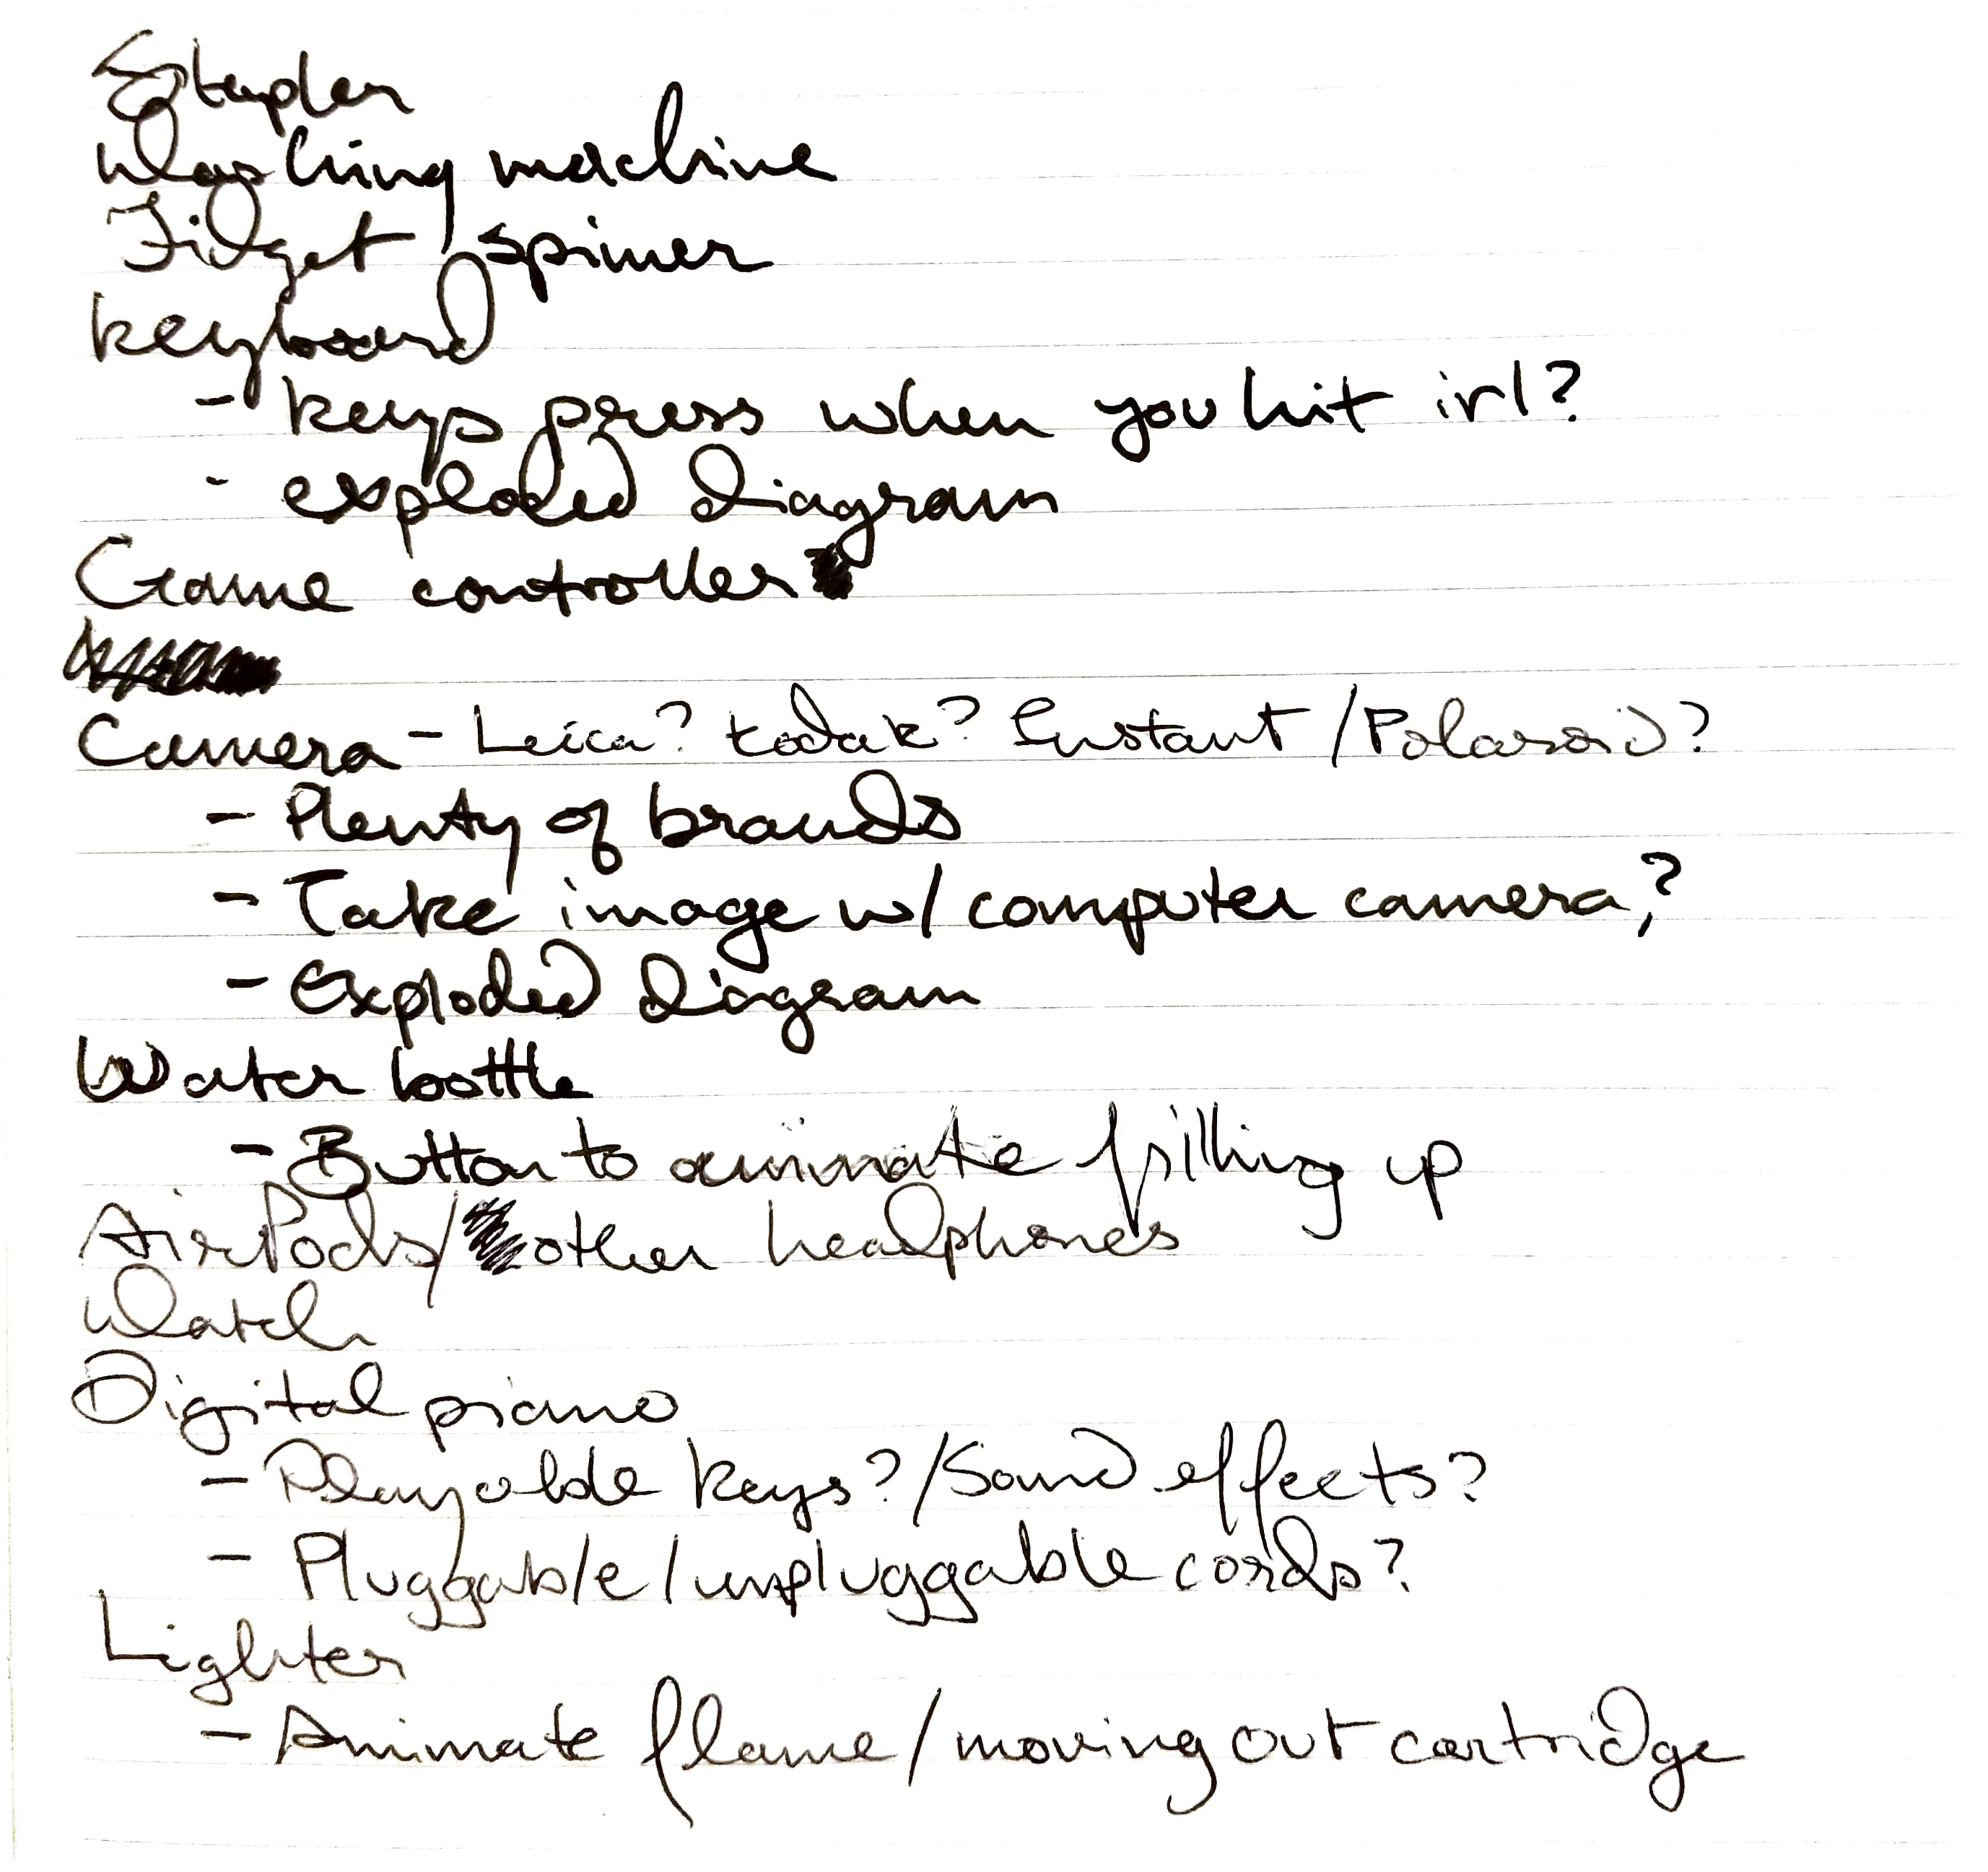 Stapler
Washing machine
Fidget spinner
keyboard
- keys press when you hit irl?
- exploded diagram
Game controller
Camera - Leica? Kodak? Instant / Polaroid?
- Plenty of brands
- Take image w/ computer camera?
- Exploded diagram
Water bottle
- Button to animate filling up
AirPods/other headphones
Watch
Digital piano
- Playable keys?/Sound effects?
- Pluggable/unpluggable cords?
Lighter
- Animate flame/moving out cartridge